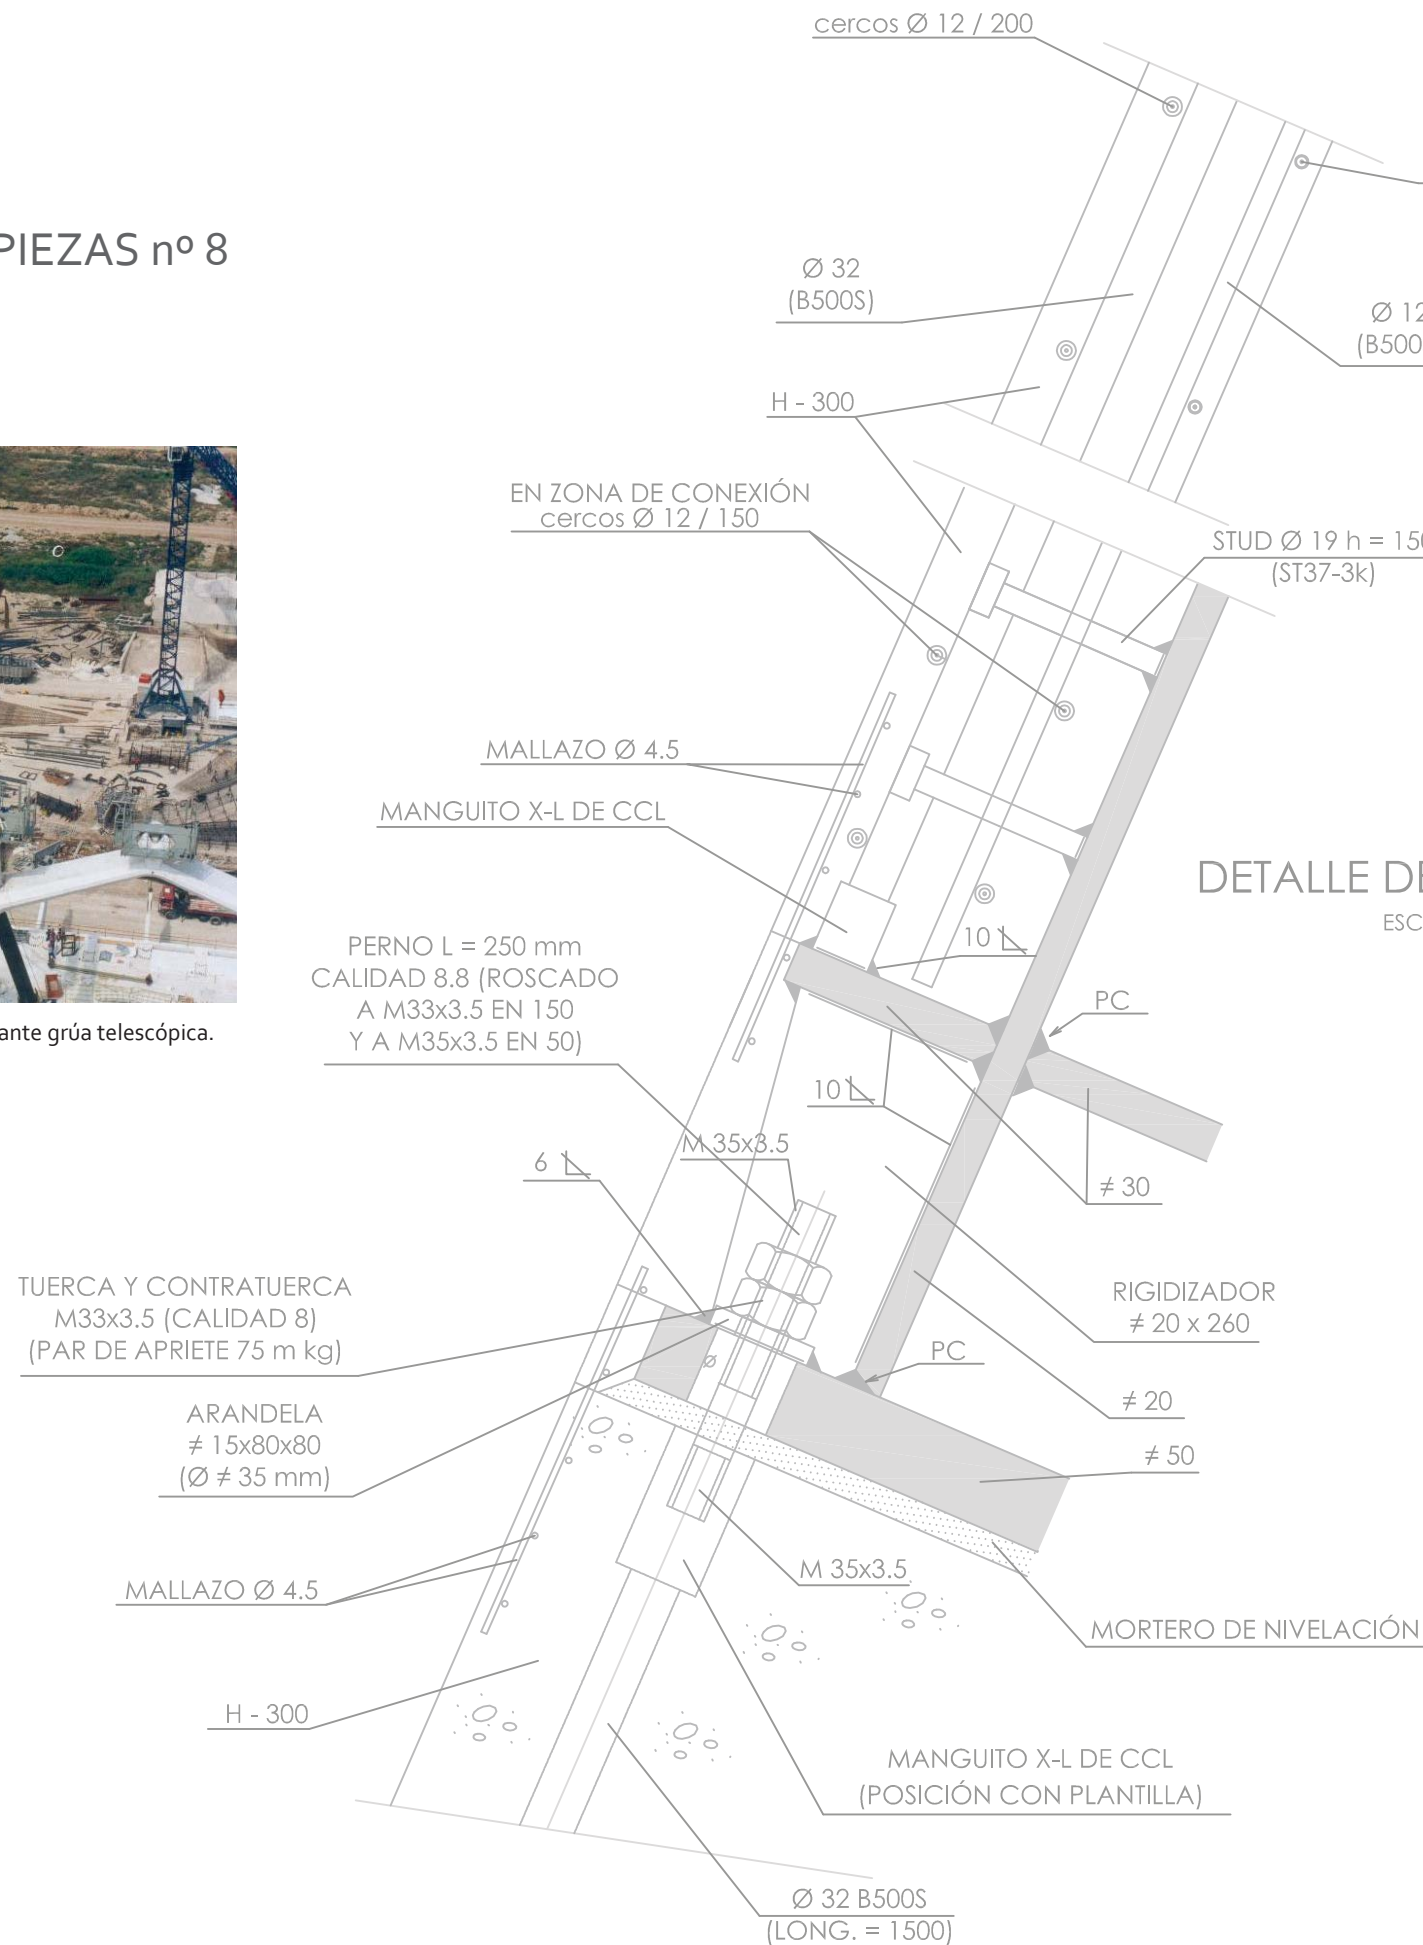 cercos Ø 12 / 200
PIEZAS nº 8
Ø 32
(B500S)
Ø 12
(B500
H - 300
EN ZONA DE CONEXIÓN
cercos Ø 12 / 150
STUD Ø 19 h = 150
(ST37-3k)
MALLAZO Ø 4.5
MANGUITO X-L DE CCL
DETALLE DE
ESC
10
PERNO L = 250 mm
CALIDAD 8.8 (ROSCADO
A M33x3.5 EN 150
Y A M35x3.5 EN 50)
PC
ante grúa telescópica.
10
M 35x3.5
6
≠ 30
TUERCA Y CONTRATUERCA
M33x3.5 (CALIDAD 8)
(PAR DE APRIETE 75 m kg)
RIGIDIZADOR
≠ 20 x 260
PC
ARANDELA
≠ 15x80x80
(Ø ≠ 35 mm)
Ø
≠ 20
≠ 50
MALLAZO Ø 4.5
M 35x3.5
MORTERO DE NIVELACIÓN
H - 300
MANGUITO X-L DE CCL
(POSICIÓN CON PLANTILLA)
Ø 32 B500S
(LONG. = 1500)